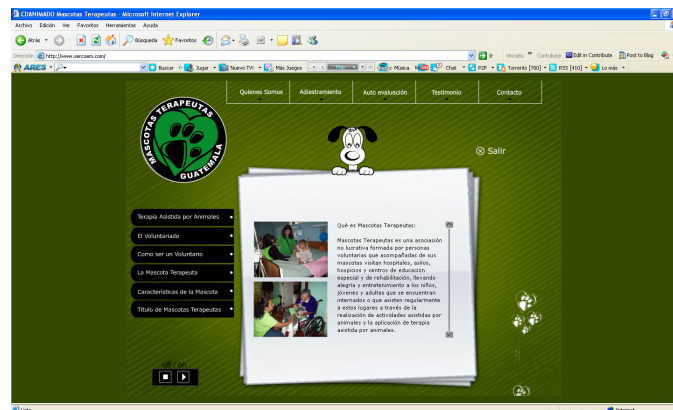 CDANIMADO Mascotas Terapeutas - Microsoft Internet Explorer
Archivo Edición Ver Favoritos Herramientas Ayuda
Atrás Búsqueda Favoritos
Dirección http://www.sercoem.com/ Ir Vínculos Contribute Edit in Contribute Post to Blog
ARES Buscar Jugar Nuevo TV! Más Juegos Música Chat P2P Torrents [700] RSS [410] Lo más
Quienes Somos Adiestramiento Auto evaluación Testimonio Contacto
MASCOTAS TERAPEUTAS
GUATEMALA
Salir
Terapia Asistida por Animales
El Voluntariado
Como ser un Voluntario
La Mascota Terapeuta
Características de la Mascota
Título de Mascotas Terapeutas
Qué es Mascotas Terapeutas:
Mascotas Terapeutas es una asociación
no lucrativa formada por personas
voluntarias que acompañadas de sus
mascotas visitan hospitales, asilos,
hospicios y centros de educación
especial y de rehabilitación, llevando
alegría y entretenimiento a los niños,
jóvenes y adultas que se encuentran
internados o que asisten regularmente
a estos lugares a través de la
realización de actividades asistidas por
animales y la aplicación de terapia
asistida por animales.
off / on
Listo Internet